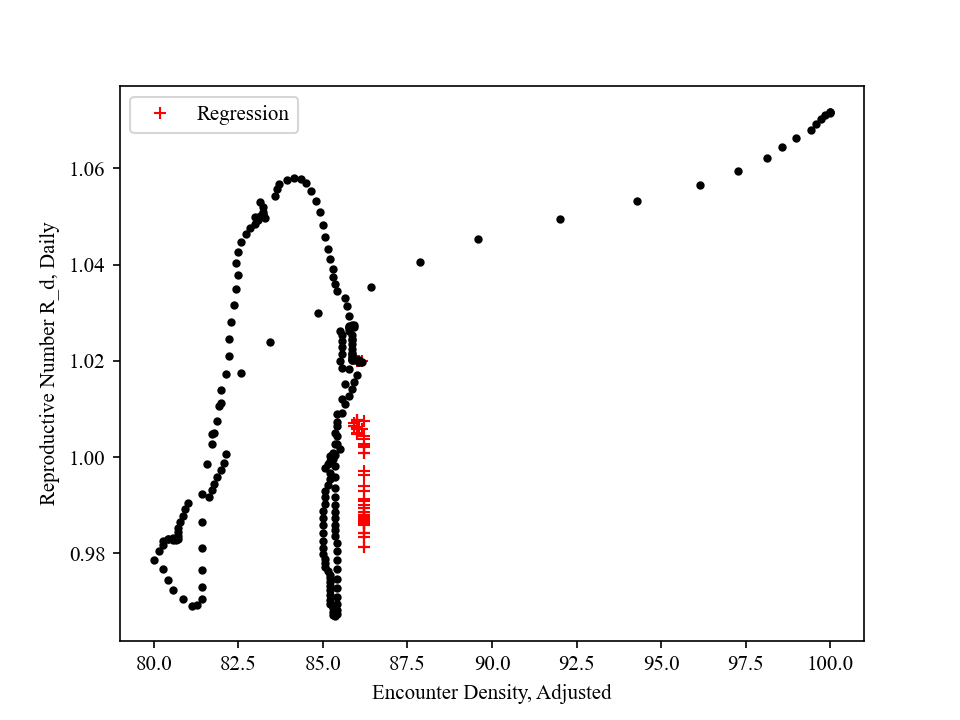 Regression
1.06
1.04
1.02
1.00
0.98
Reproductive Number R_d, Daily
80.0 82.5 85.0 87.5 90.0 92.5 95.0 97.5 100.0
Encounter Density, Adjusted